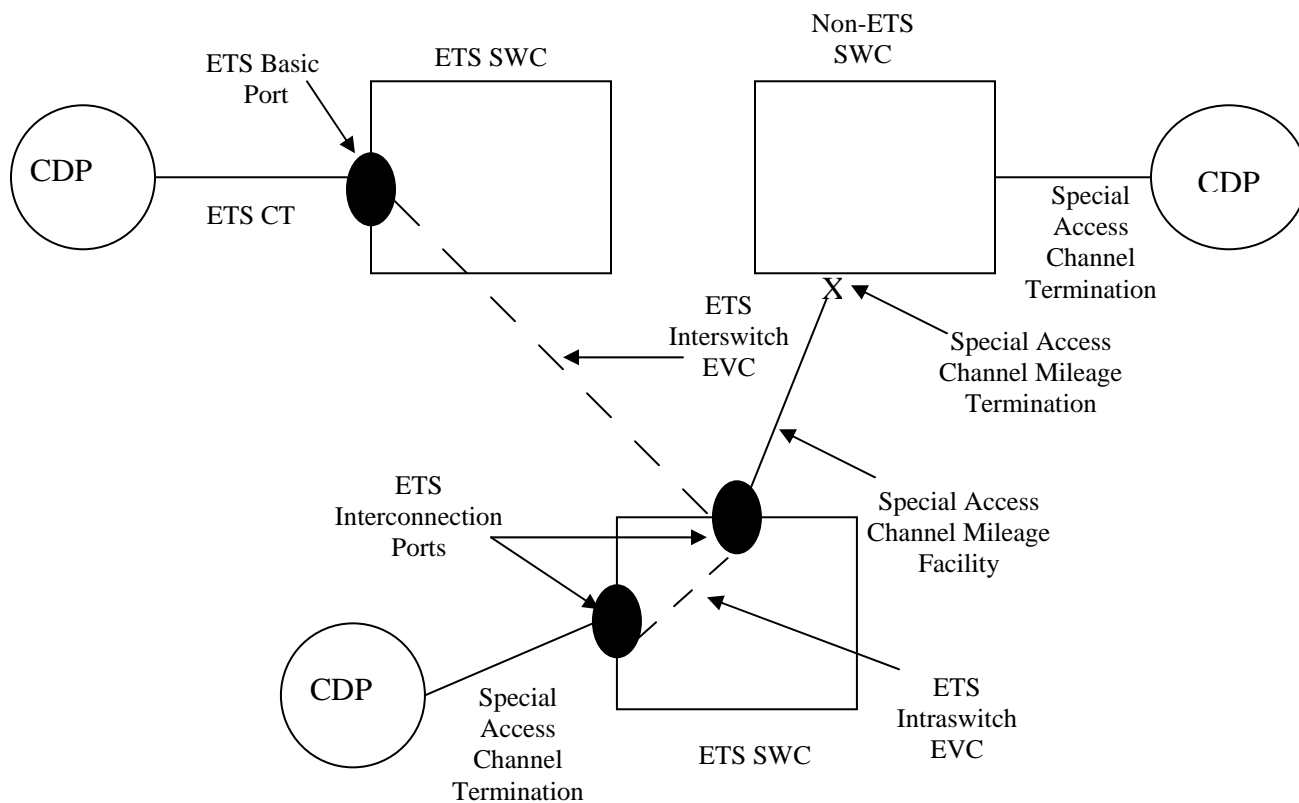 Non-ETS
SWC
ETS SWC
ETS Basic
Port
CDP
CDP
ETS CT
Special
Access
Channel
Termination
X
ETS
Interswitch
EVC
Special Access
Channel Mileage
Termination
ETS
Interconnection
Ports
Special Access
Channel Mileage
Facility
CDP
Special
Access
Channel
Termination
ETS
Intraswitch
EVC
ETS SWC